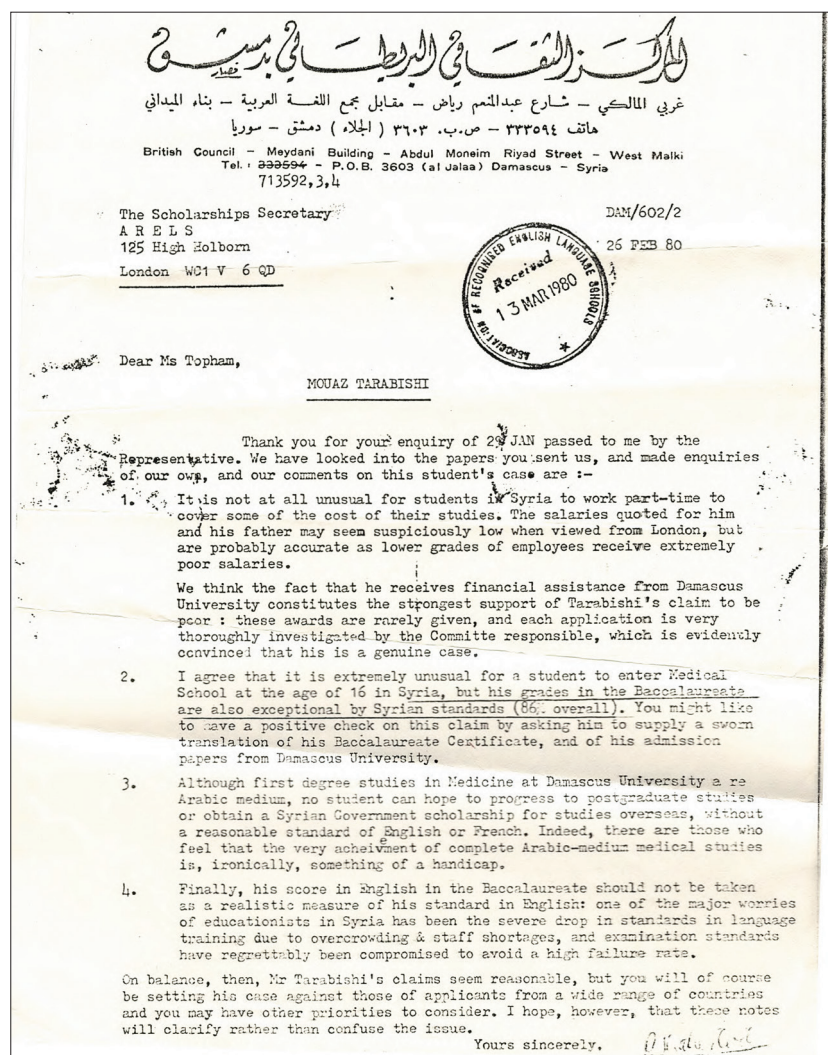 المركز الثقافي البريطاني بدمشق
غربي المالكي – شارع عبدالمنعم رياض – مقابل مجمع اللغة العربية – بناء الميداني
هاتف ٣٣٣٥٩٤ – ص.ب. ٣٦٠٣ ( الجلاء ) دمشق – سوريا
British Council – Meydani Building – Abdul Moneim Riyad Street – West Malki
Tel. : 333594 – P.O.B. 3603 (al Jalaa) Damascus – Syria
713592,3,4
The Scholarships Secretary
DAM/602/2
A R E L S
125 High Holborn
26 FEB 80
London WC1 V 6 QD
ASSOCIATION OF RECOGNISED ENGLISH LANGUAGE SCHOOLS
Received
13 MAR 1980
Dear Ms Topham,
MOUAZ TARABISHI
Thank you for your enquiry of 29 JAN passed to me by the
Representative. We have looked into the papers you sent us, and made enquiries
of our own, and our comments on this student's case are :-
1. It is not at all unusual for students in Syria to work part-time to
cover some of the cost of their studies. The salaries quoted for him
and his father may seem suspiciously low when viewed from London, but
are probably accurate as lower grades of employees receive extremely
poor salaries.
We think the fact that he receives financial assistance from Damascus
University constitutes the strongest support of Tarabishi's claim to be
poor : these awards are rarely given, and each application is very
thoroughly investigated by the Committe responsible, which is evidently
convinced that his is a genuine case.
2. I agree that it is extremely unusual for a student to enter Medical
School at the age of 16 in Syria, but his grades in the Baccalaureate
are also exceptional by Syrian standards (86% overall). You might like
to have a positive check on this claim by asking him to supply a sworn
translation of his Baccalaureate Certificate, and of his admission
papers from Damascus University.
3. Although first degree studies in Medicine at Damascus University a re
Arabic medium, no student can hope to progress to postgraduate studies
or obtain a Syrian Government scholarship for studies overseas, without
a reasonable standard of English or French. Indeed, there are those who
feel that the very acheivement of complete Arabic-medium medical studies
is, ironically, something of a handicap.
4. Finally, his score in English in the Baccalaureate should not be taken
as a realistic measure of his standard in English: one of the major worries
of educationists in Syria has been the severe drop in standards in language
training due to overcrowding & staff shortages, and examination standards
have regrettably been compromised to avoid a high failure rate.
On balance, then, Mr Tarabishi's claims seem reasonable, but you will of course
be setting his case against those of applicants from a wide range of countries
and you may have other priorities to consider. I hope, however, that these notes
will clarify rather than confuse the issue.
Yours sincerely.